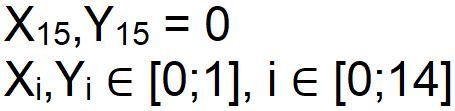 X₁₅,Y₁₅ = 0
Xᵢ,Yᵢ ∈ [0;1], i ∈ [0;14]